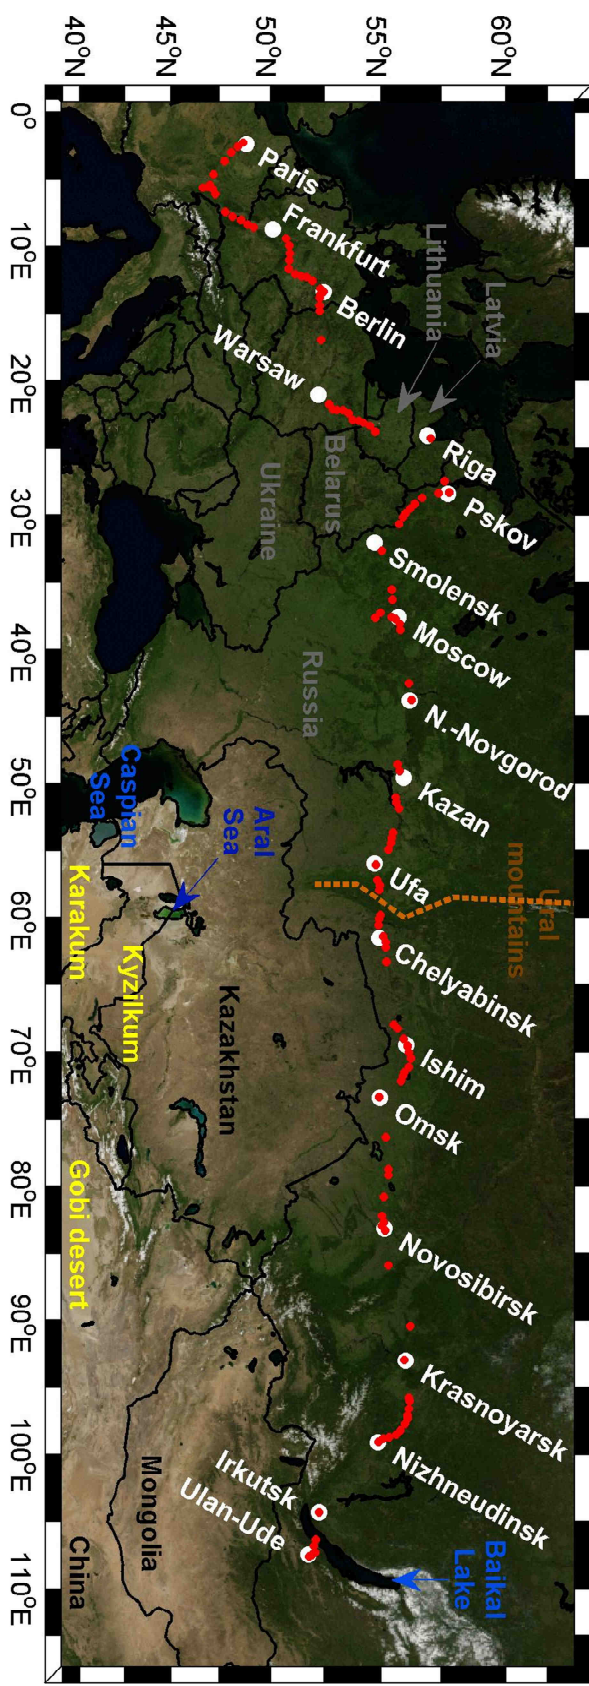 40°N
45°N
50°N
55°N
60°N
0°
10°E
20°E
30°E
40°E
50°E
60°E
70°E
80°E
90°E
100°E
110°E
Paris
Frankfurt
Berlin
Warsaw
Lithuania
Latvia
Riga
Pskov
Belarus
Ukraine
Smolensk
Moscow
Russia
N.-Novgorod
Kazan
Caspian
Sea
Aral
Sea
Ufa
Ural
mountains
Karakum
Kyzilkum
Chelyabinsk
Kazakhstan
Ishim
Omsk
Gobi desert
Novosibirsk
Krasnoyarsk
Nizhneudinsk
Irkutsk
Ulan-Ude
Baikal
Lake
Mongolia
China